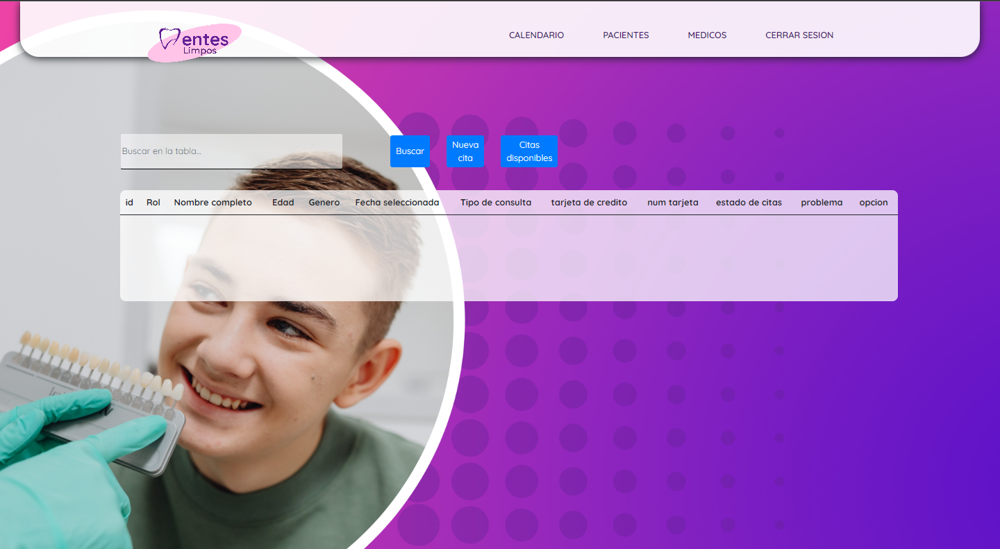 entes
Limpos
CALENDARIO PACIENTES MEDICOS CERRAR SESION
Buscar en la tabla...
Buscar
Nueva
cita
Citas
disponibles
id Rol Nombre completo Edad Genero Fecha seleccionada Tipo de consulta tarjeta de credito num tarjeta estado de citas problema opcion